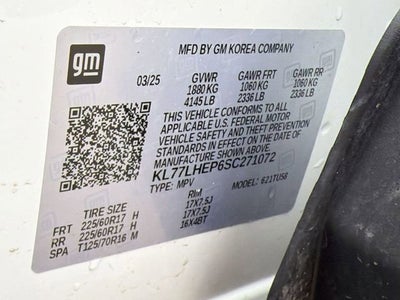 gm
MFD BY GM KOREA COMPANY
03/25 GVWR GAWR FRT GAWR RR
1880 KG 1060 KG 1060 KG
4145 LB 2336 LB 2336 LB
THIS VEHICLE CONFORMS TO ALL
APPLICABLE U.S. FEDERAL MOTOR
VEHICLE SAFETY AND THEFT PREVENTION
STANDARDS IN EFFECT ON THE DATE OF
MANUFACTURE SHOWN ABOVE.
KL77LHEP6SC271072
TYPE: MPV MODEL: 621TU58
TIRE SIZE RIM
FRT 225/60R17 H 17X7.5J
RR 225/60R17 H 17X7.5J
SPA T125/70R16 M 16X4BT